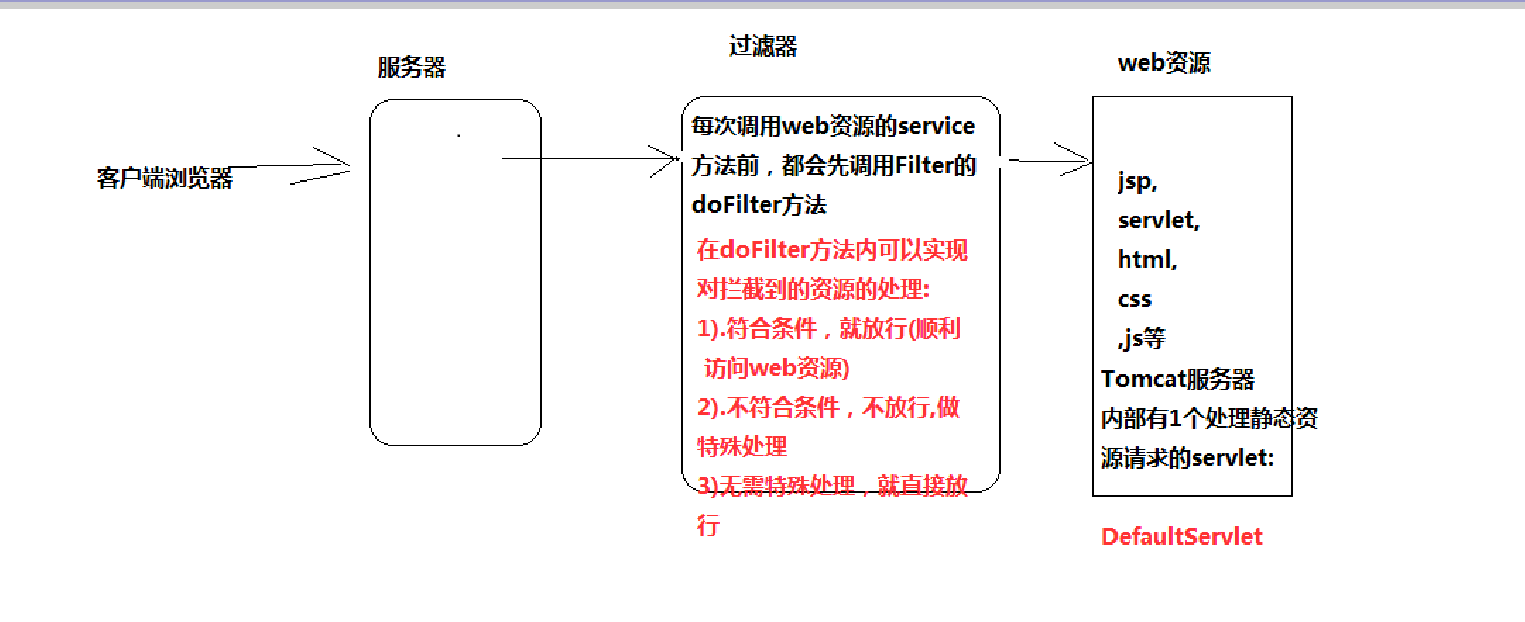 客户端浏览器
服务器
过滤器
每次调用web资源的service
方法前，都会先调用Filter的
doFilter方法
在doFilter方法内可以实现
对拦截到的资源的处理:
1).符合条件，就放行(顺利
访问web资源)
2).不符合条件，不放行,做
特殊处理
3)无需特殊处理，就直接放
行
web资源
jsp,
servlet,
html,
css
,js等
Tomcat服务器
内部有1个处理静态资
源请求的servlet:
DefaultServlet